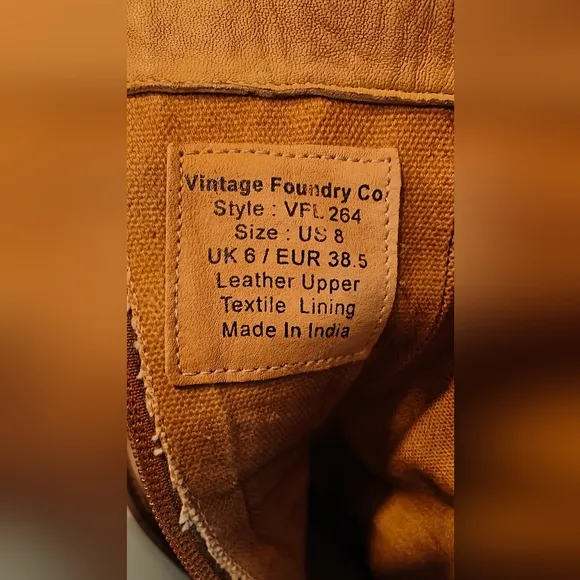 Vintage Foundry Co
Style : VFL 264
Size : US 8
UK 6 / EUR 38.5
Leather Upper
Textile Lining
Made In India